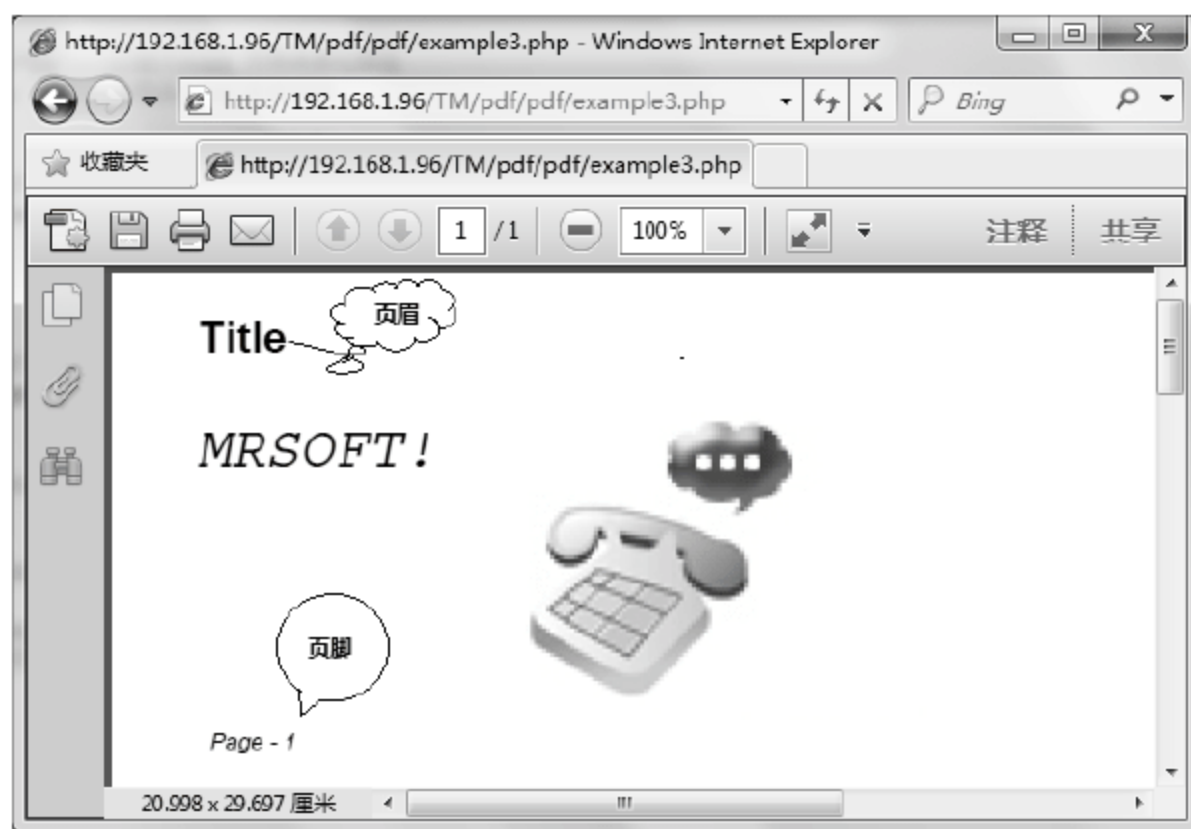 http://192.168.1.96/TM/pdf/pdf/example3.php - Windows Internet Explorer
http://192.168.1.96/TM/pdf/pdf/example3.php
Bing
收藏夹
http://192.168.1.96/TM/pdf/pdf/example3.php
1 /1
100%
注释
共享
页眉
Title
MRSOFT!
页脚
Page - 1
20.998 x 29.697 厘米